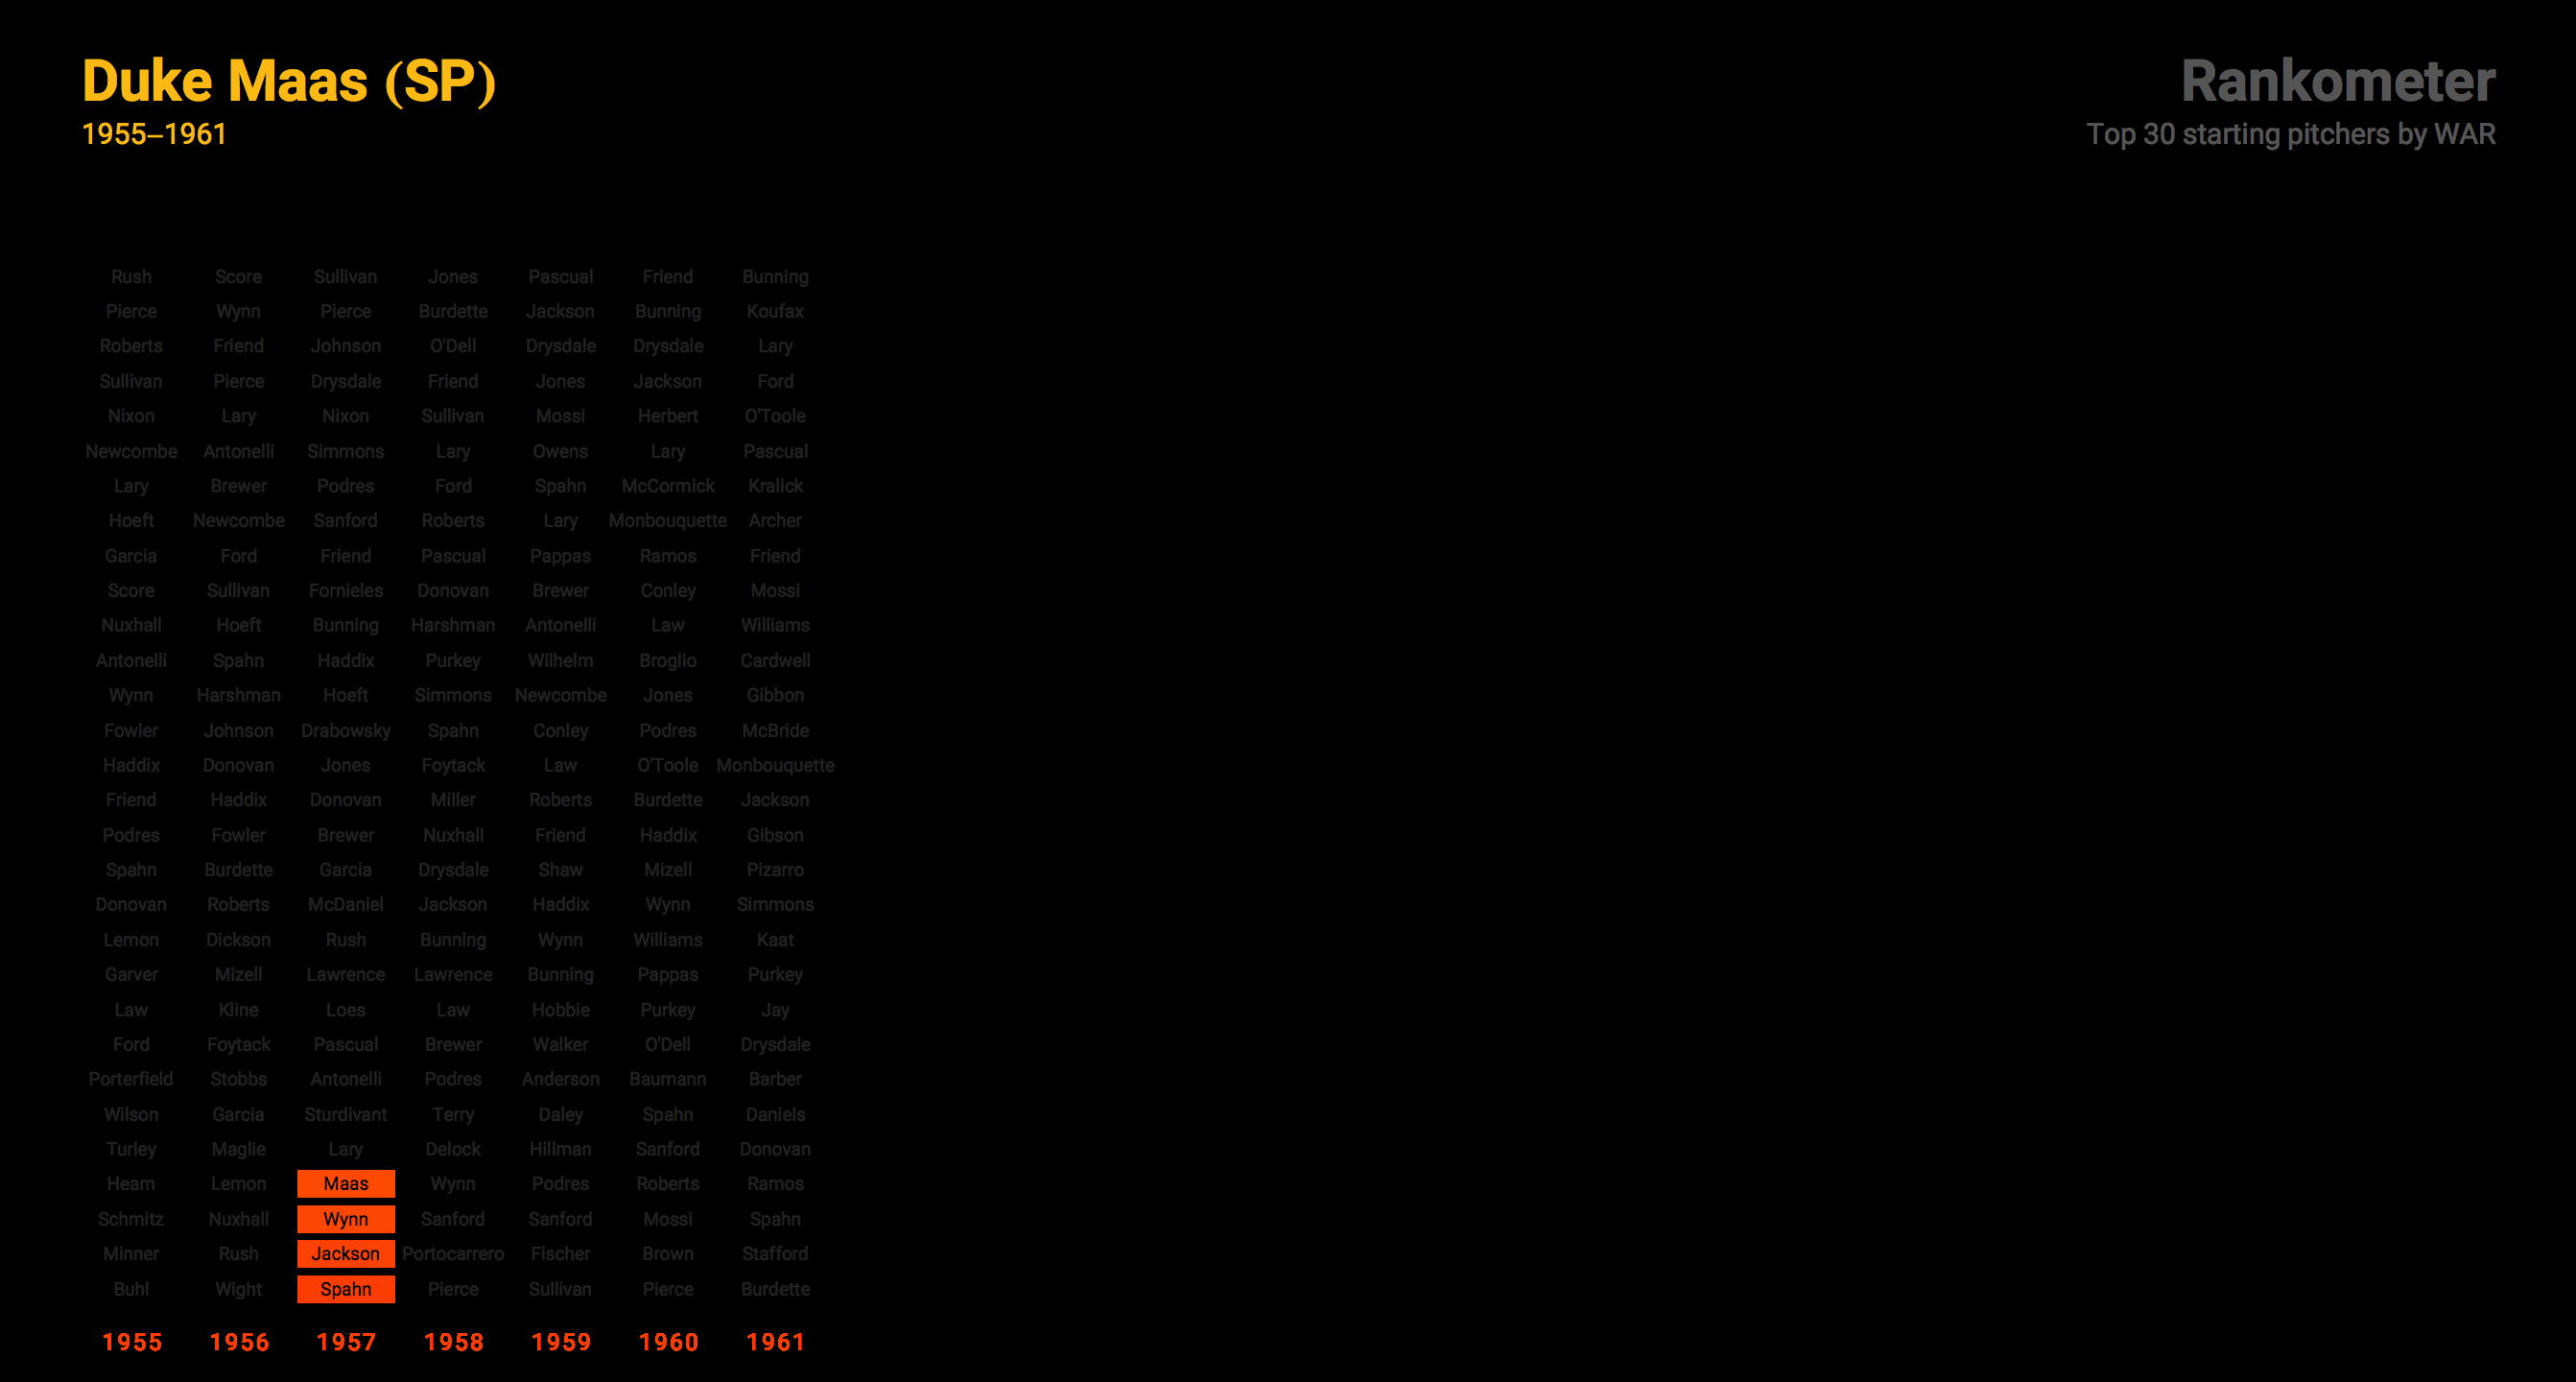 Duke Maas (SP)
1955–1961
Rankometer
Top 30 starting pitchers by WAR
Rush Score Sullivan Jones Pascual Friend Bunning
Pierce Wynn Pierce Burdette Jackson Bunning Koufax
Roberts Friend Johnson O'Dell Drysdale Drysdale Lary
Sullivan Pierce Drysdale Friend Jones Jackson Ford
Nixon Lary Nixon Sullivan Mossi Herbert O'Toole
Newcombe Antonelli Simmons Lary Owens Lary Pascual
Lary Brewer Podres Ford Spahn McCormick Kralick
Hoeft Newcombe Sanford Roberts Lary Monbouquette Archer
Garcia Ford Friend Pascual Pappas Ramos Friend
Score Sullivan Fornieles Donovan Brewer Conley Mossi
Nuxhall Hoeft Bunning Harshman Antonelli Law Williams
Antonelli Spahn Haddix Purkey Wilhelm Broglio Cardwell
Wynn Harshman Hoeft Simmons Newcombe Jones Gibbon
Fowler Johnson Drabowsky Spahn Conley Podres McBride
Haddix Donovan Jones Foytack Law O'Toole Monbouquette
Friend Haddix Donovan Miller Roberts Burdette Jackson
Podres Fowler Brewer Nuxhall Friend Haddix Gibson
Spahn Burdette Garcia Drysdale Shaw Mizell Pizarro
Donovan Roberts McDaniel Jackson Haddix Wynn Simmons
Lemon Dickson Rush Bunning Wynn Williams Kaat
Garver Mizell Lawrence Lawrence Bunning Pappas Purkey
Law Kline Loes Law Hobbie Purkey Jay
Ford Foytack Pascual Brewer Walker O'Dell Drysdale
Porterfield Stobbs Antonelli Podres Anderson Baumann Barber
Wilson Garcia Sturdivant Terry Daley Spahn Daniels
Turley Maglie Lary Delock Hillman Sanford Donovan
Hearn Lemon Maas Wynn Podres Roberts Ramos
Schmitz Nuxhall Wynn Sanford Sanford Mossi Spahn
Minner Rush Jackson Portocarrero Fischer Brown Stafford
Buhl Wight Spahn Pierce Sullivan Pierce Burdette
1955 1956 1957 1958 1959 1960 1961